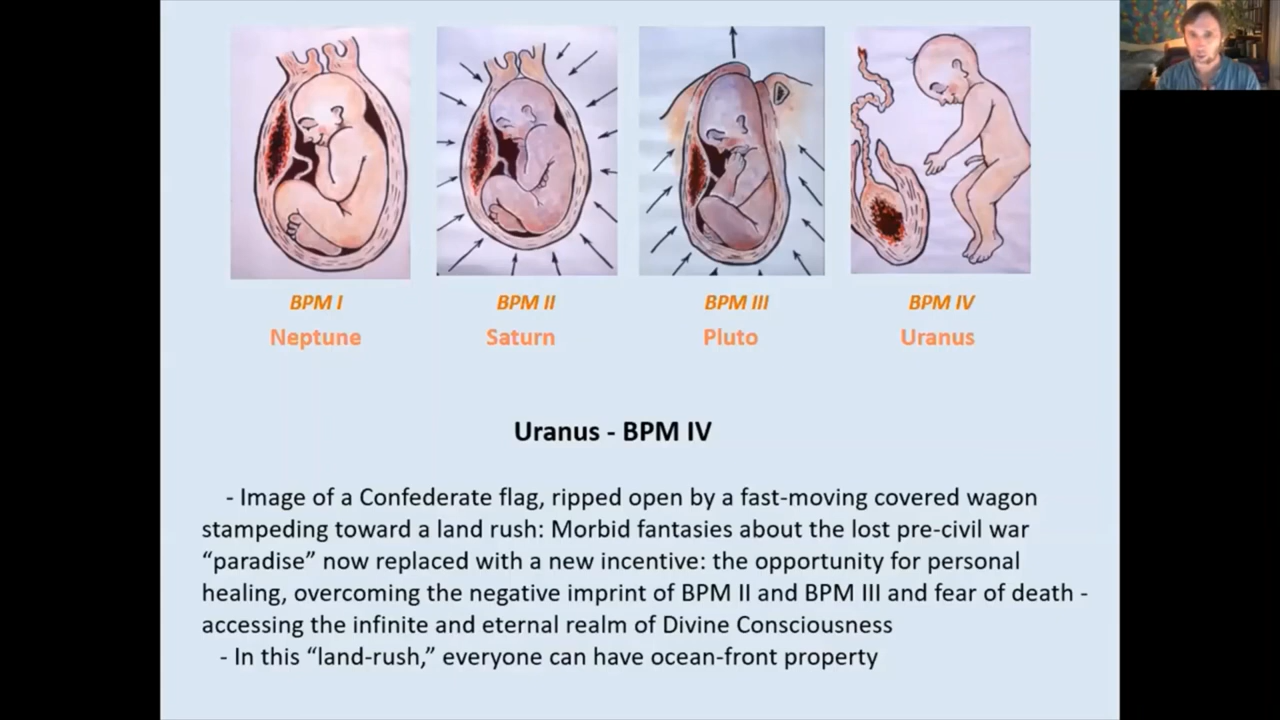 BPM I BPM II BPM III BPM IV
Neptune Saturn Pluto Uranus
Uranus - BPM IV
- Image of a Confederate flag, ripped open by a fast-moving covered wagon
stampeding toward a land rush: Morbid fantasies about the lost pre-civil war
“paradise” now replaced with a new incentive: the opportunity for personal
healing, overcoming the negative imprint of BPM II and BPM III and fear of death -
accessing the infinite and eternal realm of Divine Consciousness
- In this “land-rush,” everyone can have ocean-front property